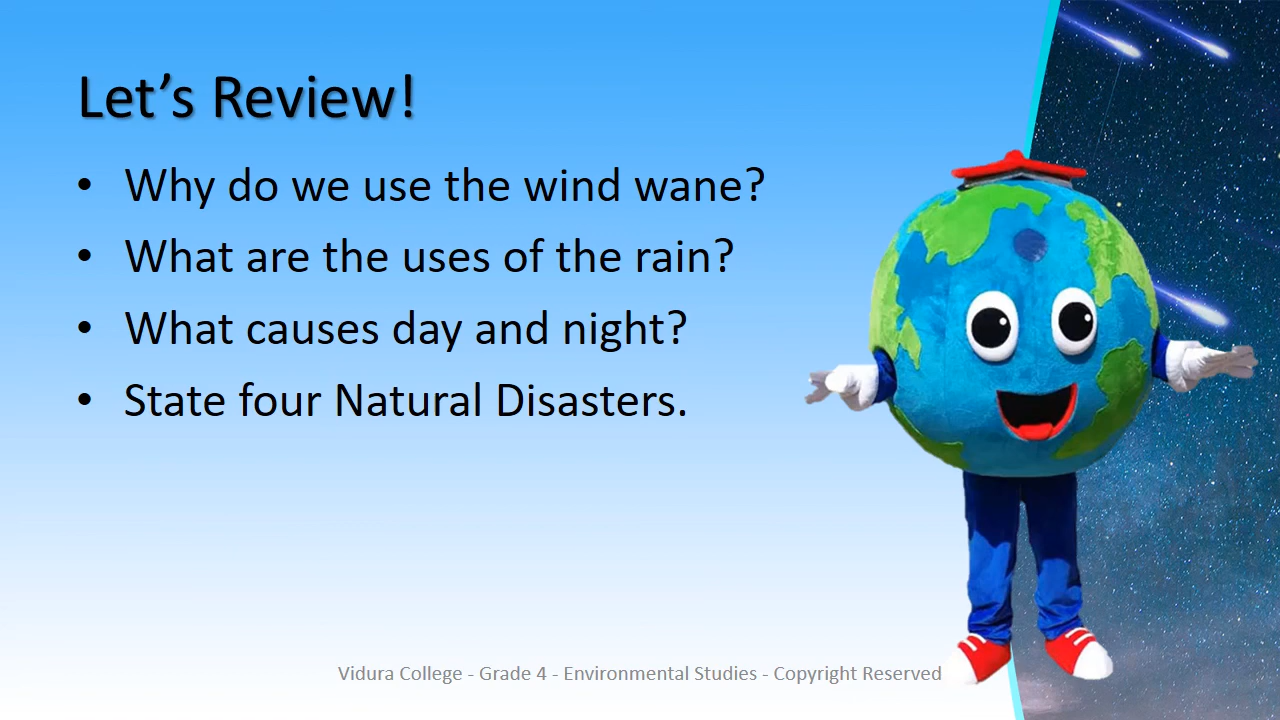 Let’s Review!
• Why do we use the wind wane?
• What are the uses of the rain?
• What causes day and night?
• State four Natural Disasters.
Vidura College - Grade 4 - Environmental Studies - Copyright Reserved